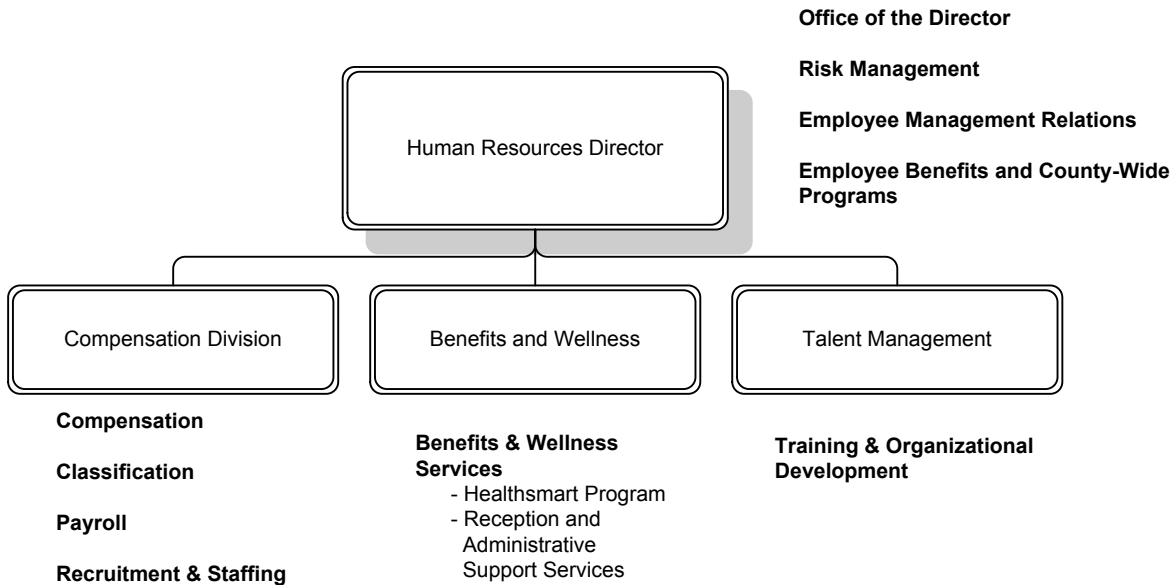 Office of the Director
Risk Management
Employee Management Relations
Employee Benefits and County-Wide
Programs
Human Resources Director
Compensation Division
Benefits and Wellness
Talent Management
Compensation
Classification
Payroll
Recruitment & Staffing
Benefits & Wellness
Services
- Healthsmart Program
- Reception and
Administrative
Support Services
Training & Organizational
Development